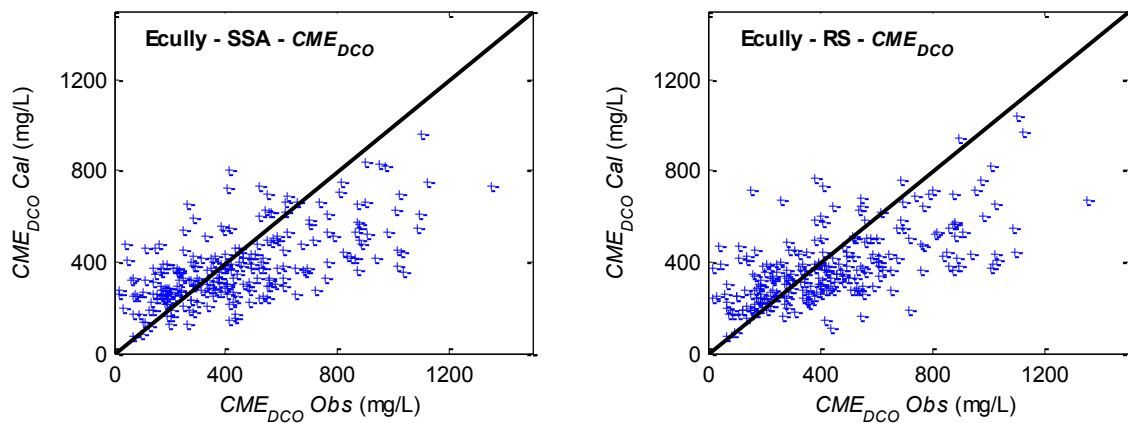 Ecully - SSA - CME_DCO
CME_DCO Cal (mg/L)
1200
800
400
0
0 400 800 1200
CME_DCO Obs (mg/L)
Ecully - RS - CME_DCO
CME_DCO Cal (mg/L)
1200
800
400
0
0 400 800 1200
CME_DCO Obs (mg/L)